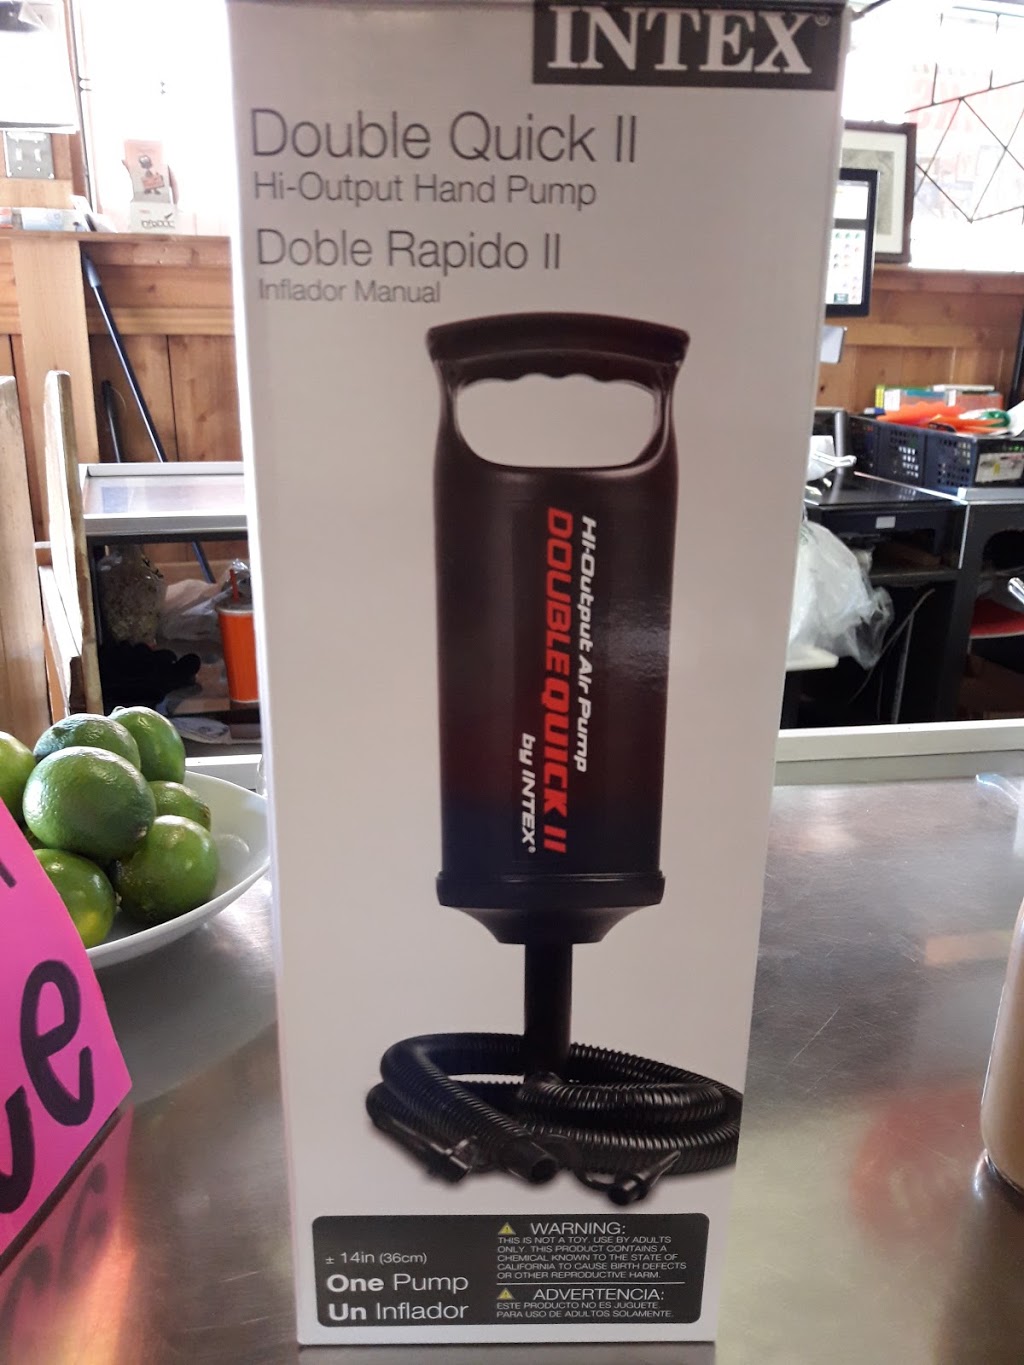 INTEX®
Double Quick II
Hi-Output Hand Pump
Doble Rapido II
Inflador Manual
Hi-Output Air Pump
DOUBLE QUICK II
by INTEX®
± 14in (36cm)
One Pump
Un Inflador
WARNING:
THIS IS NOT A TOY. USE BY ADULTS
ONLY. THIS PRODUCT CONTAINS A
CHEMICAL KNOWN TO THE STATE OF
CALIFORNIA TO CAUSE BIRTH DEFECTS
OR OTHER REPRODUCTIVE HARM.
ADVERTENCIA:
ESTE PRODUCTO NO ES JUGUETE.
PARA USO DE ADULTOS SOLAMENTE.